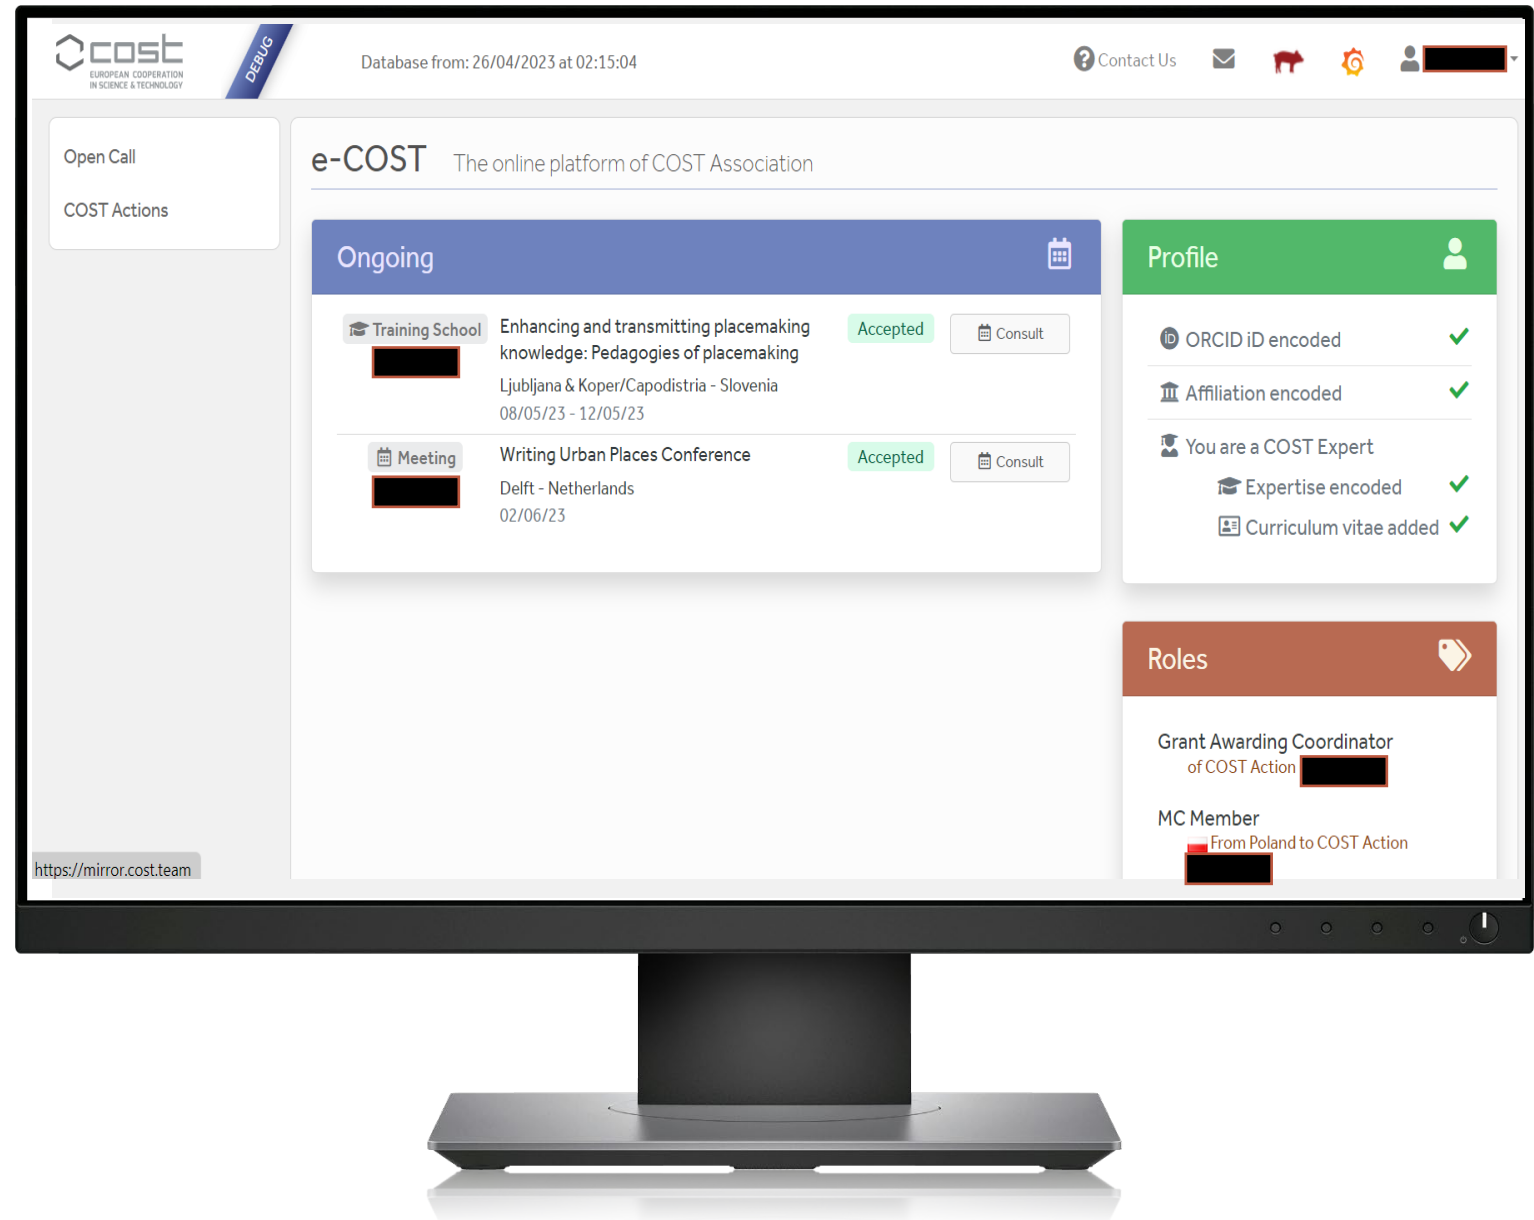 cost
EUROPEAN COOPERATION
IN SCIENCE & TECHNOLOGY
DEBUG
Database from: 26/04/2023 at 02:15:04
? Contact Us
Open Call
COST Actions
e-COST The online platform of COST Association
Ongoing
Training School
Enhancing and transmitting placemaking
knowledge: Pedagogies of placemaking
Ljubljana & Koper/Capodistria - Slovenia
08/05/23 - 12/05/23
Accepted
Consult
Meeting
Writing Urban Places Conference
Delft - Netherlands
02/06/23
Accepted
Consult
Profile
iD ORCID iD encoded
Affiliation encoded
You are a COST Expert
Expertise encoded
Curriculum vitae added
Roles
Grant Awarding Coordinator
of COST Action
MC Member
From Poland to COST Action
https://mirror.cost.team